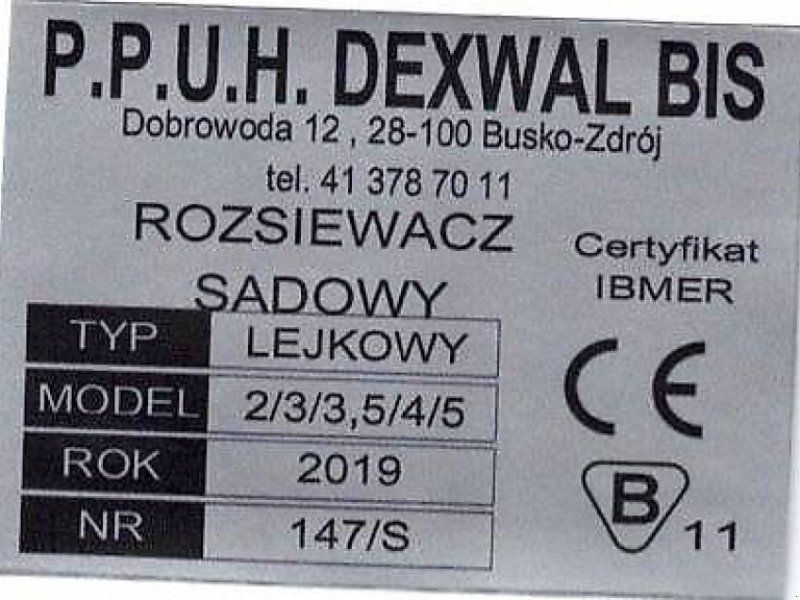 P.P.U.H. DEXWAL BIS
Dobrowoda 12 , 28-100 Busko-Zdrój
tel. 41 378 70 11
ROZSIEWACZ
SADOWY
Certyfikat
IBMER
TYP LEJKOWY
MODEL 2/3/3,5/4/5
ROK 2019
NR 147/S
CE
B 11